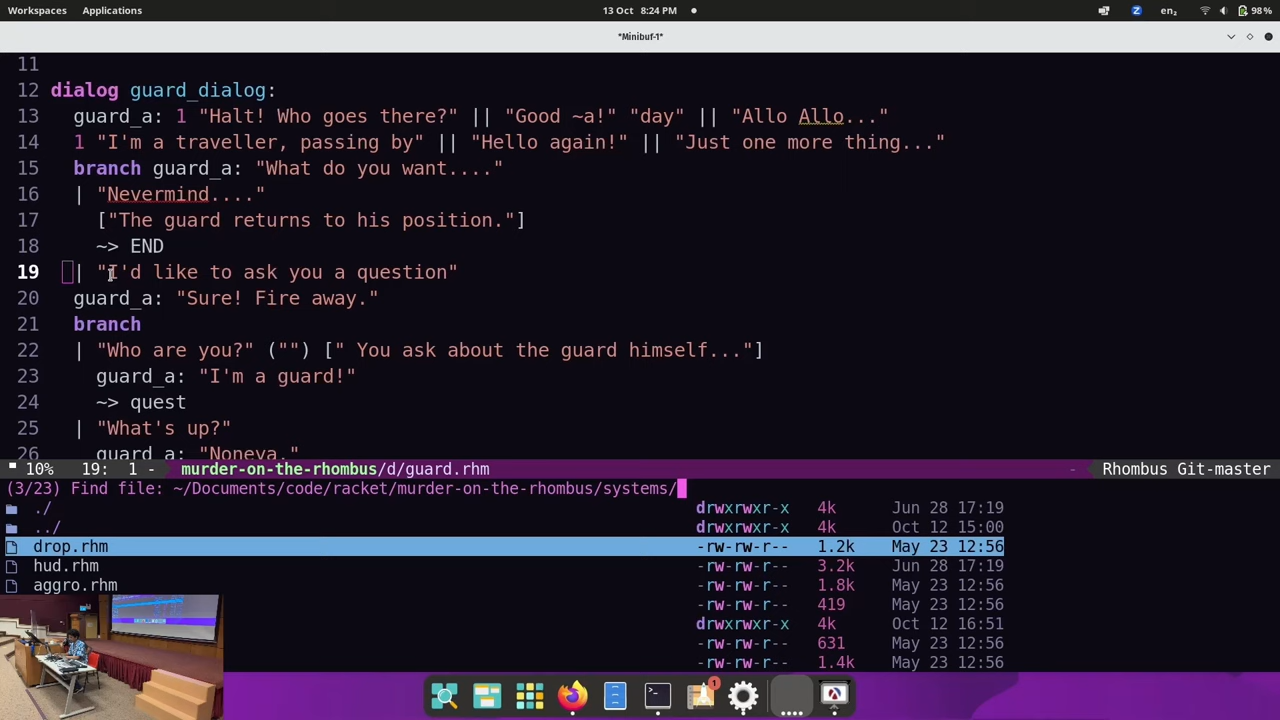 Workspaces Applications 13 Oct 8:24 PM en₂ 98%
*Minibuf-1*
11
12 dialog guard_dialog:
13 guard_a: 1 "Halt! Who goes there?" || "Good ~a!" "day" || "Allo Allo..."
14 1 "I'm a traveller, passing by" || "Hello again!" || "Just one more thing..."
15 branch guard_a: "What do you want...."
16 | "Nevermind...."
17 ["The guard returns to his position."]
18 ~> END
19 | "I'd like to ask you a question"
20 guard_a: "Sure! Fire away."
21 branch
22 | "Who are you?" ("") [" You ask about the guard himself..."]
23 guard_a: "I'm a guard!"
24 ~> quest
25 | "What's up?"
26 guard_a: "Noneya."
10% 19: 1 - murder-on-the-rhombus/d/guard.rhm - Rhombus Git-master
(3/23) Find file: ~/Documents/code/racket/murder-on-the-rhombus/systems/
./ drwxrwxr-x 4k Jun 28 17:19
../ drwxrwxr-x 4k Oct 12 15:00
drop.rhm -rw-rw-r-- 1.2k May 23 12:56
hud.rhm -rw-rw-r-- 3.2k Jun 28 17:19
aggro.rhm -rw-rw-r-- 1.8k May 23 12:56
-rw-rw-r-- 419 May 23 12:56
drwxrwxr-x 4k Oct 12 16:51
-rw-rw-r-- 631 May 23 12:56
-rw-rw-r-- 1.4k May 23 12:56
1